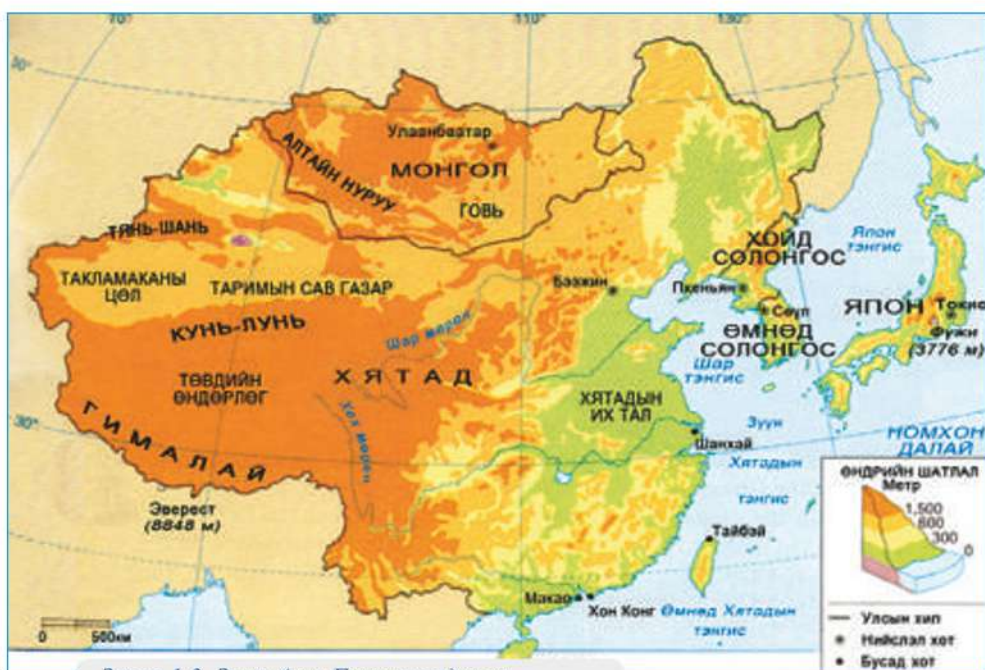 70°
90°
110°
130°
50°
Улаанбаатар
МОНГОЛ
АЛТАЙН НУРУУ
ГОВЬ
ТЯНЬ-ШАНЬ
ТАКЛАМАКАНЫ
ЦӨЛ
ТАРИМЫН САВ ГАЗАР
КУНЬ-ЛУНЬ
Шар мөрөн
Бээжин
ХОЙД
СОЛОНГОС
Пхеньян
Сөүл
ӨМНӨД
СОЛОНГОС
Япон
тэнгис
ЯПОН
Токио
Фужи
(3776 м)
Шар
тэнгис
ТӨВДИЙН
ӨНДӨРЛӨГ
ХЯТАД
ХЯТАДЫН
ИХ ТАЛ
Хөх мөрөн
30°
ГИМАЛАЙ
Эверест
(8848 м)
Шанхай
Зүүн
Хятадын
тэнгис
НОМХОН
ДАЛАЙ
Тайбэй
Макао
Хон Конг
Өмнөд Хятадын
тэнгис
0 500км
ӨНДРИЙН ШАТЛАЛ
Метр
1,500
600
300
0
Улсын хил
Нийслэл хот
Бусад хот